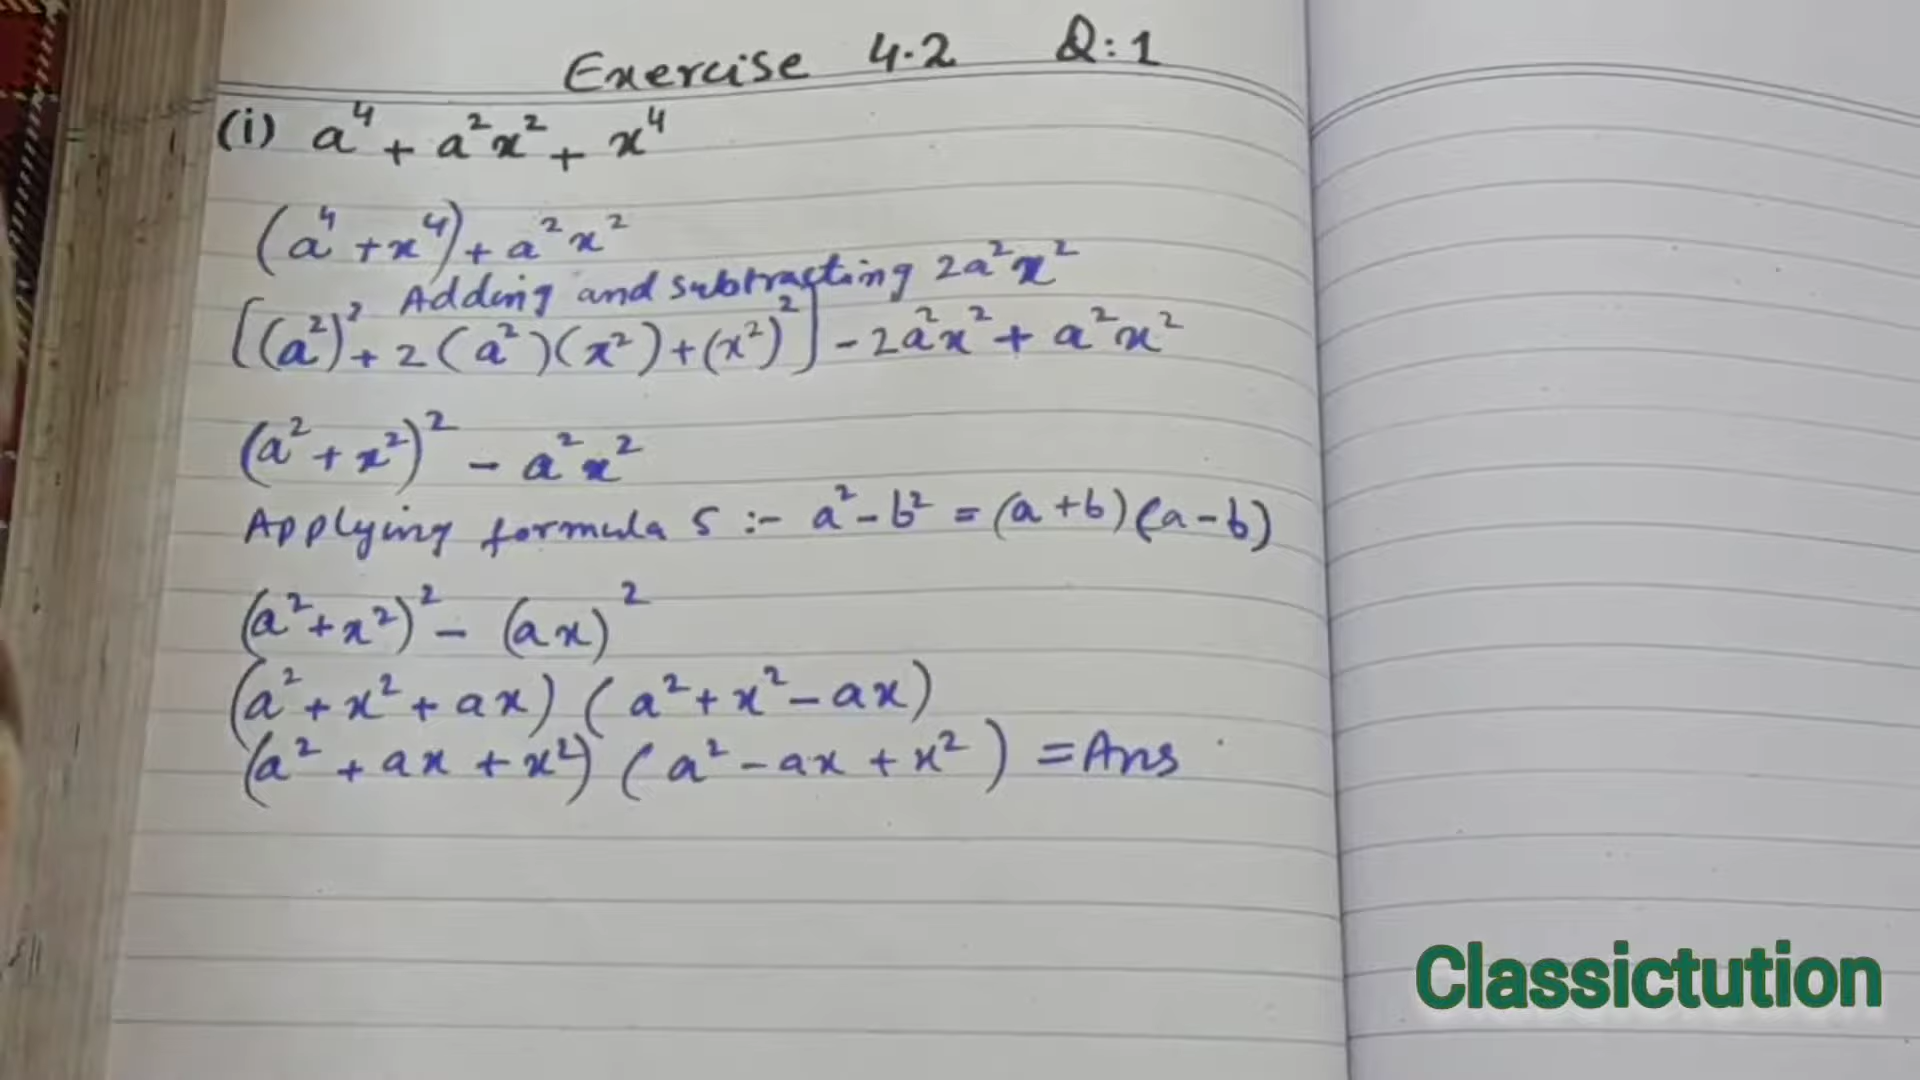 Exercise 4.2 Q:1
(i) a⁴ + a²x² + x⁴
(a⁴ + x⁴) + a²x²
Adding and subtracting 2a²x²
[(a²)² + 2(a²)(x²) + (x²)²] - 2a²x² + a²x²
(a² + x²)² - a²x²
Applying formula 5 :- a² - b² = (a + b)(a - b)
(a² + x²)² - (ax)²
(a² + x² + ax) (a² + x² - ax)
(a² + ax + x²) (a² - ax + x²) = Ans
Classictution